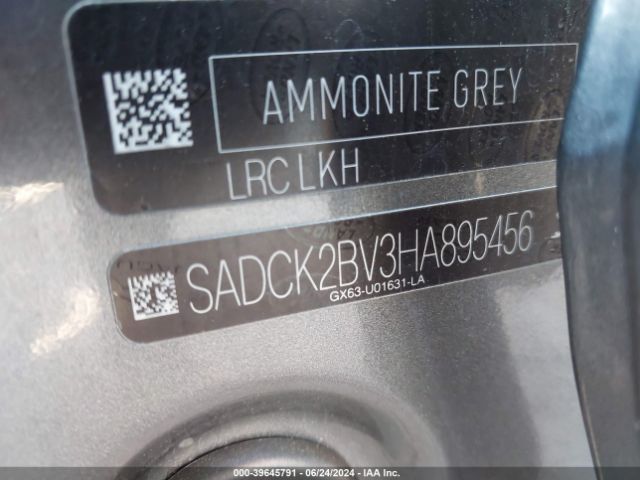 AMMONITE GREY
LRC LKH
SADCK2BV3HA895456
GX63-U01631-LA
000-39645791 - 06/24/2024 - IAA Inc.